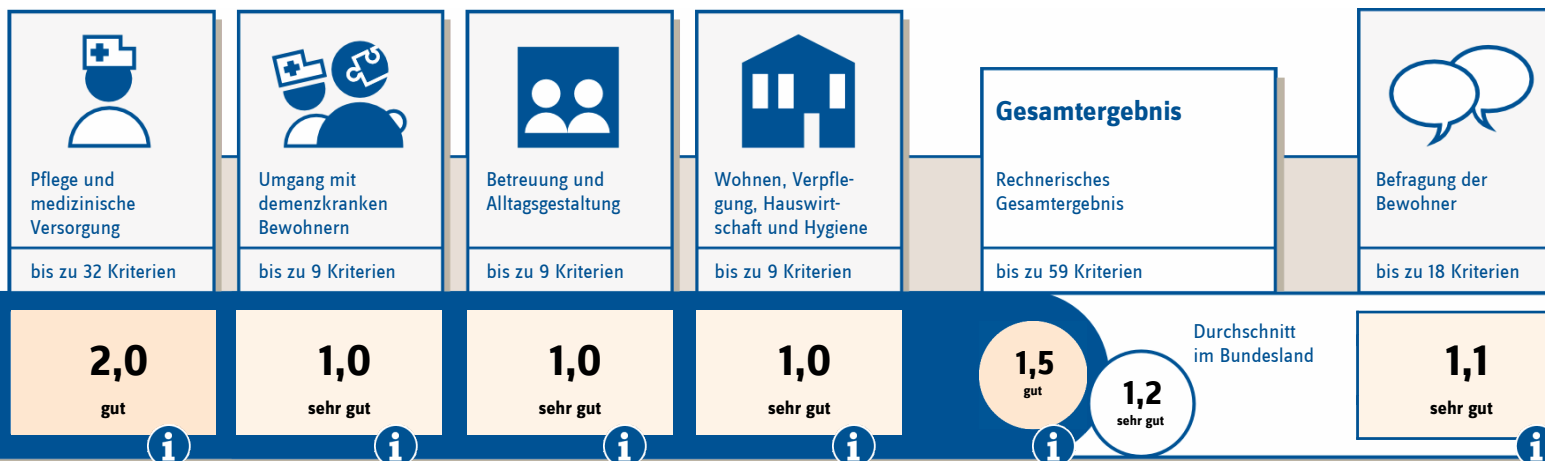 Pflege und
medizinische
Versorgung
bis zu 32 Kriterien
2,0
gut
i
Umgang mit
demenzkranken
Bewohnern
bis zu 9 Kriterien
1,0
sehr gut
i
Betreuung und
Alltagsgestaltung
bis zu 9 Kriterien
1,0
sehr gut
i
Wohnen, Verpfle-
gung, Hauswirt-
schaft und Hygiene
bis zu 9 Kriterien
1,0
sehr gut
i
Gesamtergebnis
Rechnerisches
Gesamtergebnis
bis zu 59 Kriterien
1,5
gut
i
1,2
sehr gut
Durchschnitt
im Bundesland
Befragung der
Bewohner
bis zu 18 Kriterien
1,1
sehr gut
i